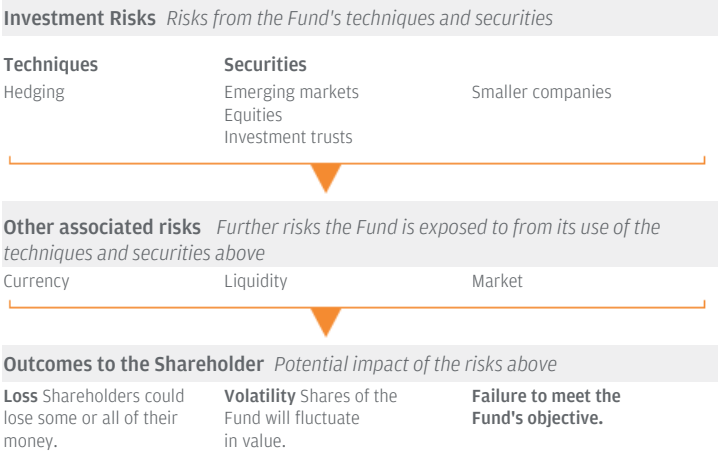 Investment Risks Risks from the Fund's techniques and securities
Techniques
Securities
Hedging
Emerging markets
Smaller companies
Equities
Investment trusts
Other associated risks Further risks the Fund is exposed to from its use of the
techniques and securities above
Currency
Liquidity
Market
Outcomes to the Shareholder Potential impact of the risks above
Loss Shareholders could
lose some or all of their
money.
Volatility Shares of the
Fund will fluctuate
in value.
Failure to meet the
Fund's objective.